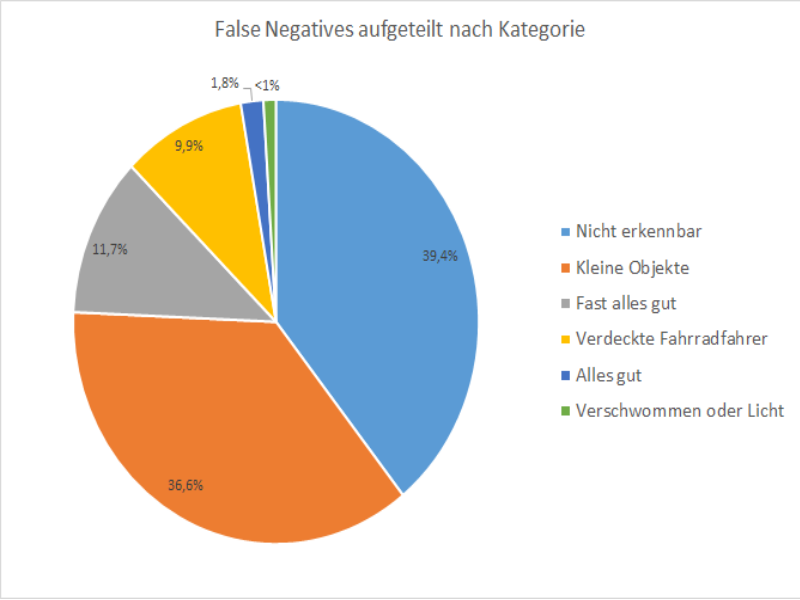 False Negatives aufgeteilt nach Kategorie
1,8%
<1%
9,9%
11,7%
39,4%
36,6%
Nicht erkennbar
Kleine Objekte
Fast alles gut
Verdeckte Fahrradfahrer
Alles gut
Verschwommen oder Licht